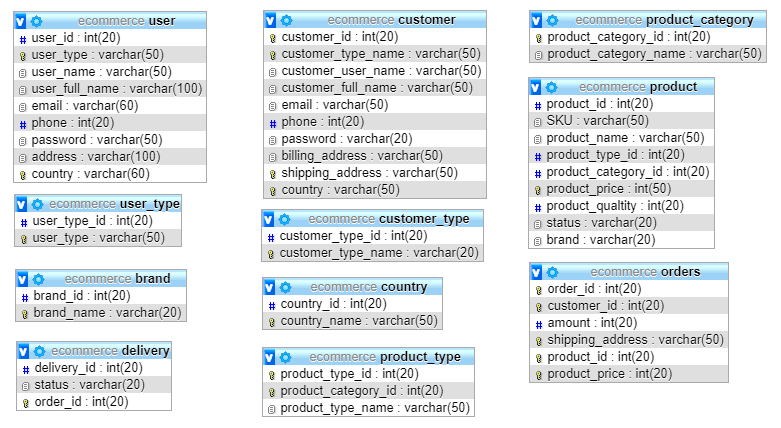 ecommerce user
user_id : int(20)
user_type : varchar(50)
user_name : varchar(50)
user_full_name : varchar(100)
email : varchar(60)
phone : int(20)
password : varchar(50)
address : varchar(100)
country : varchar(60)
ecommerce user_type
user_type_id : int(20)
user_type : varchar(50)
ecommerce brand
brand_id : int(20)
brand_name : varchar(20)
ecommerce delivery
delivery_id : int(20)
status : varchar(20)
order_id : int(20)
ecommerce customer
customer_id : int(20)
customer_type_name : varchar(50)
customer_user_name : varchar(50)
customer_full_name : varchar(50)
email : varchar(50)
phone : int(20)
password : varchar(20)
billing_address : varchar(50)
shipping_address : varchar(50)
country : varchar(50)
ecommerce customer_type
customer_type_id : int(20)
customer_type_name : varchar(20)
ecommerce country
country_id : int(20)
country_name : varchar(50)
ecommerce product_type
product_type_id : int(20)
product_category_id : int(20)
product_type_name : varchar(50)
ecommerce product_category
product_category_id : int(20)
product_category_name : varchar(50)
ecommerce product
product_id : int(20)
SKU : varchar(50)
product_name : varchar(50)
product_type_id : int(20)
product_category_id : int(20)
product_price : int(50)
product_qualtity : int(20)
status : varchar(20)
brand : varchar(20)
ecommerce orders
order_id : int(20)
customer_id : int(20)
amount : int(20)
shipping_address : varchar(50)
product_id : int(20)
product_price : int(20)